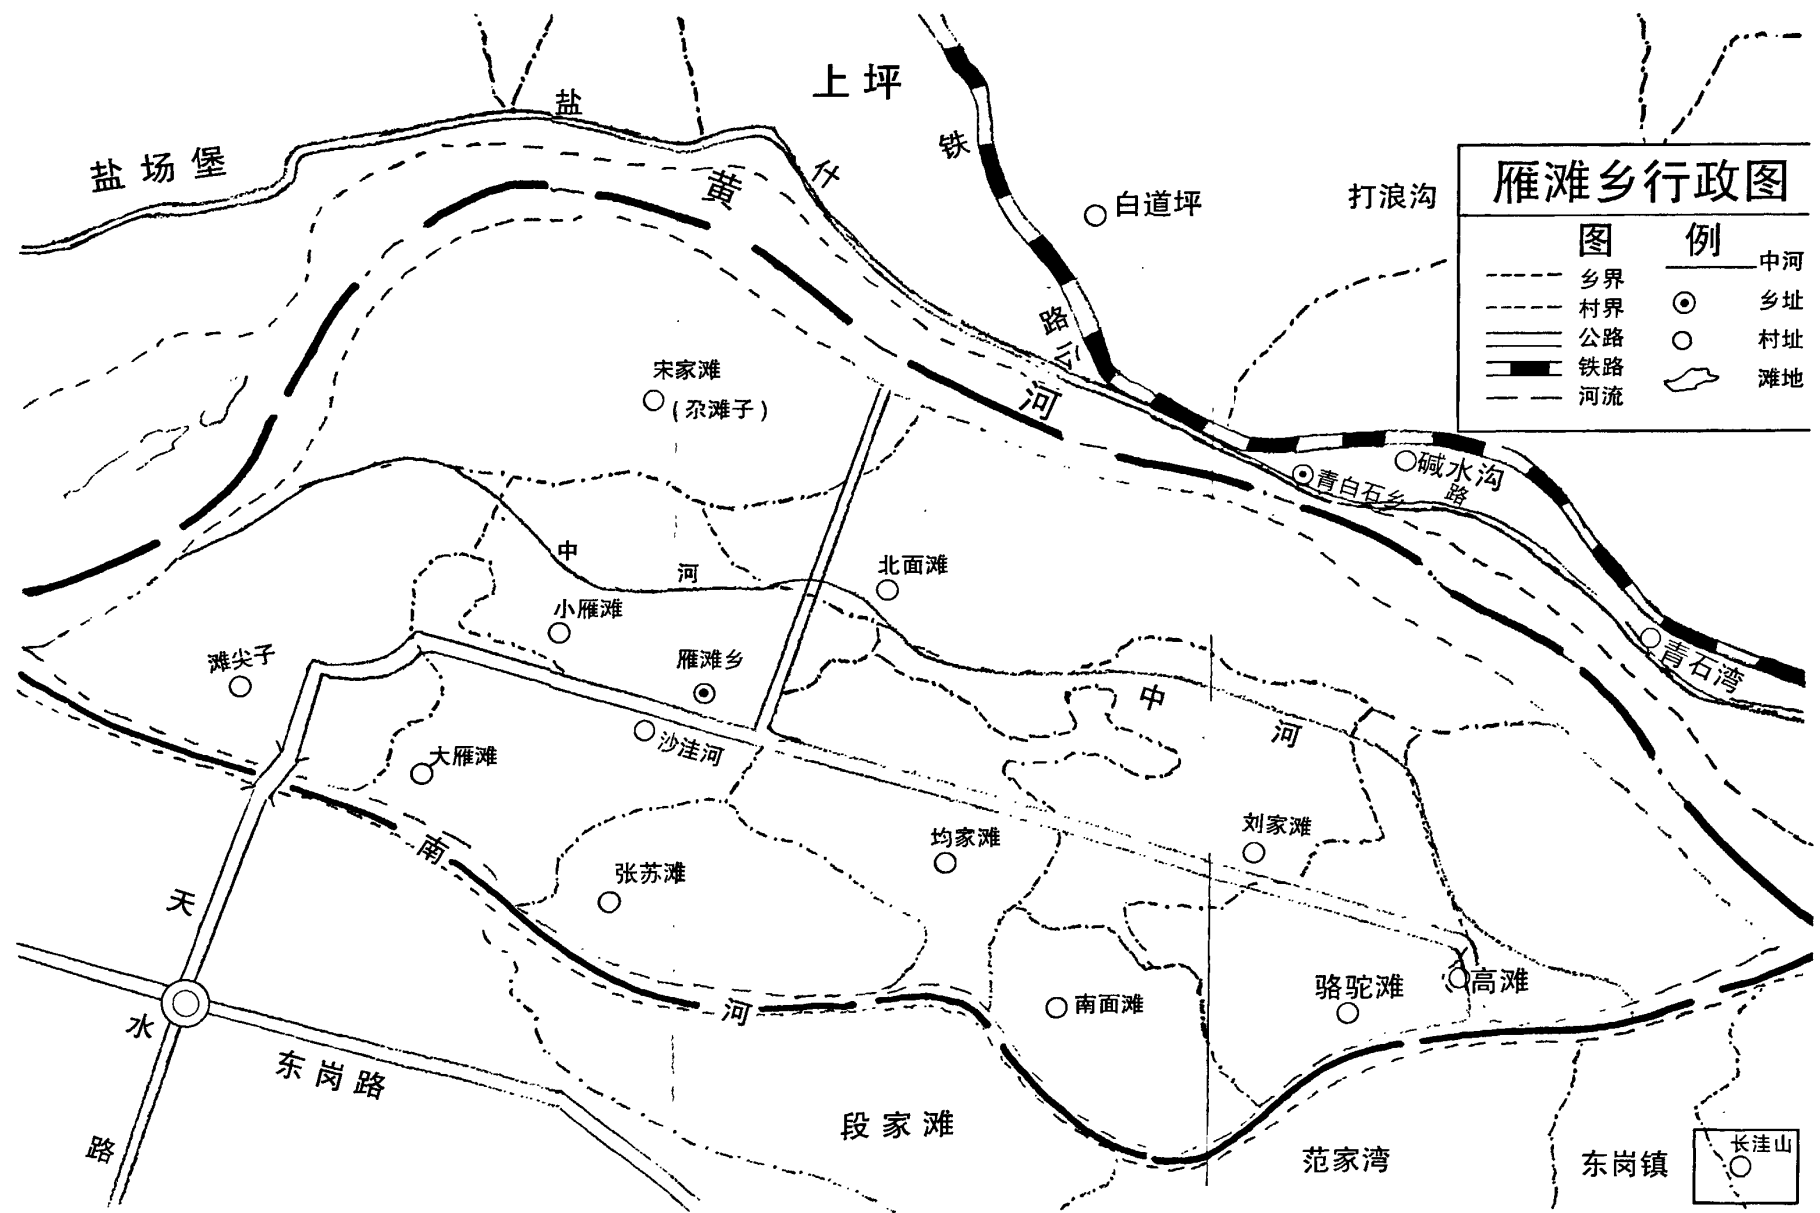 上坪
盐
盐场堡
什
铁
黄
白道坪
打浪沟
雁滩乡行政图
图例
中河
乡界
乡址
村界
公路
村址
铁路
滩地
河流
路
公
河
宋家滩
(尕滩子)
碱水沟
青白石乡
路
中
河
北面滩
小雁滩
青石湾
滩尖子
雁滩乡
沙洼河
中
河
大雁滩
南
均家滩
刘家滩
张苏滩
天
骆驼滩
高滩
南面滩
河
水
东岗路
段家滩
路
范家湾
东岗镇
长洼山